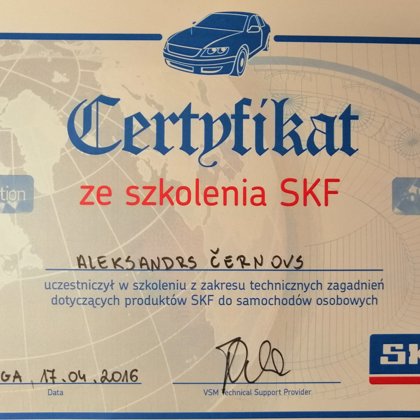 Certyfikat
ze szkolenia SKF
ALEKSANDRS ČERNOVS
uczestniczył w szkoleniu z zakresu technicznych zagadnień
dotyczących produktów SKF do samochodów osobowych
GA, 17.04.2016
Data
VSM Technical Support Provider
SK